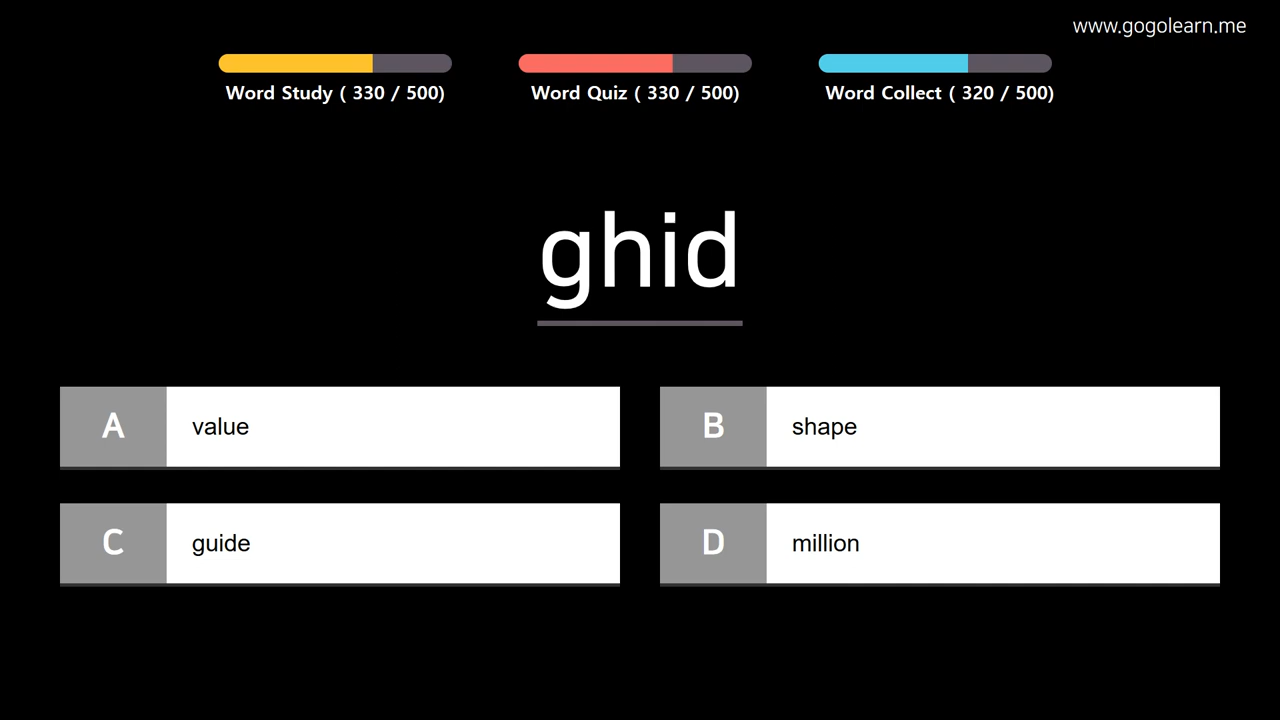 www.gogolearn.me
Word Study ( 330 / 500)
Word Quiz ( 330 / 500)
Word Collect ( 320 / 500)
ghid
A value
B shape
C guide
D million